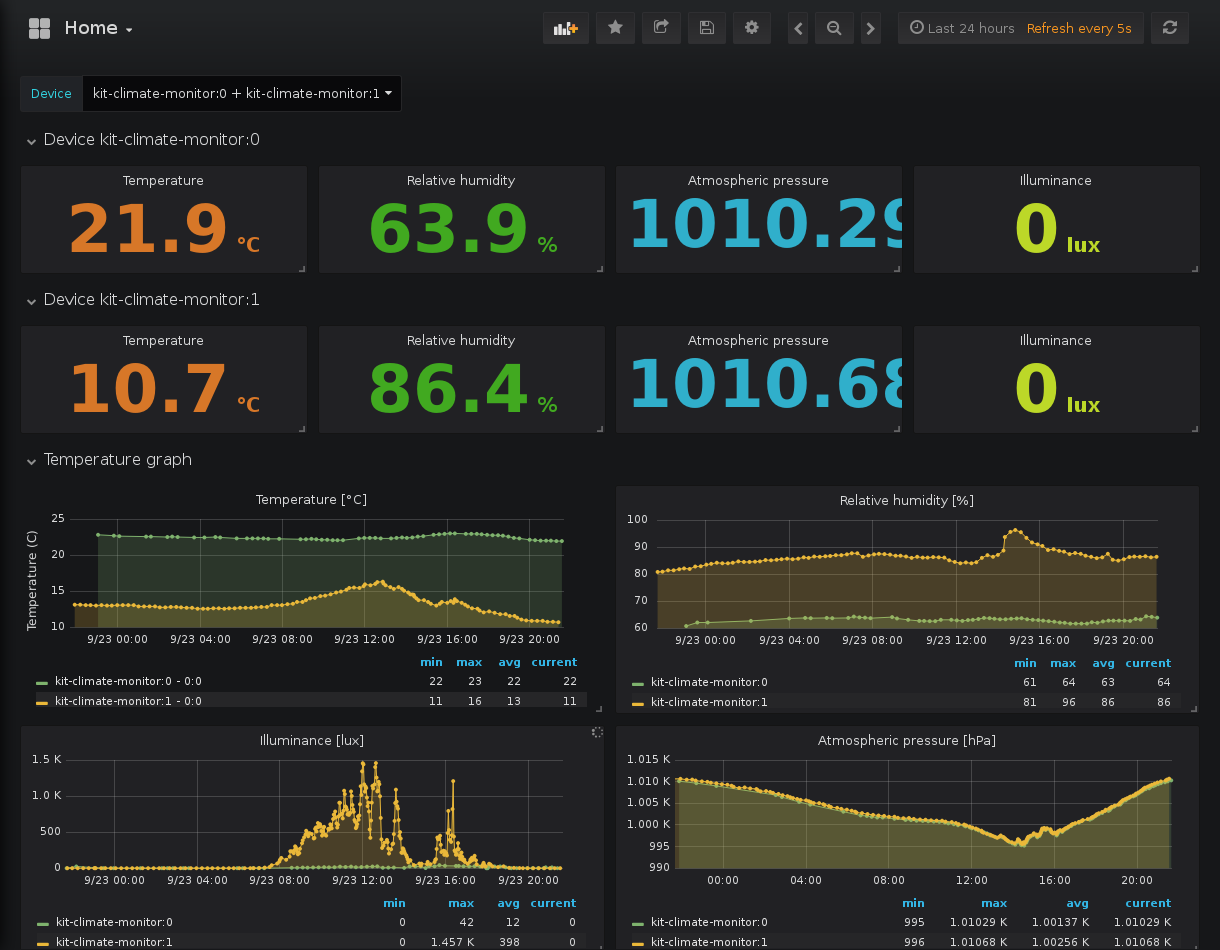 Home
Last 24 hours Refresh every 5s
Device kit-climate-monitor:0 + kit-climate-monitor:1
Device kit-climate-monitor:0
Temperature Relative humidity Atmospheric pressure Illuminance
21.9 °C 63.9 % 1010.29 0 lux
Device kit-climate-monitor:1
Temperature Relative humidity Atmospheric pressure Illuminance
10.7 °C 86.4 % 1010.68 0 lux
Temperature graph
Temperature [°C]
Temperature (C)
25
20
15
10
9/23 00:00 9/23 04:00 9/23 08:00 9/23 12:00 9/23 16:00 9/23 20:00
min max avg current
kit-climate-monitor:0 - 0:0 22 23 22 22
kit-climate-monitor:1 - 0:0 11 16 13 11
Relative humidity [%]
100
90
80
70
60
9/23 00:00 9/23 04:00 9/23 08:00 9/23 12:00 9/23 16:00 9/23 20:00
min max avg current
kit-climate-monitor:0 61 64 63 64
kit-climate-monitor:1 81 96 86 86
Illuminance [lux]
1.5 K
1.0 K
500
0
9/23 00:00 9/23 04:00 9/23 08:00 9/23 12:00 9/23 16:00 9/23 20:00
min max avg current
kit-climate-monitor:0 0 42 12 0
kit-climate-monitor:1 0 1.457 K 398 0
Atmospheric pressure [hPa]
1.015 K
1.010 K
1.005 K
1.000 K
995
990
00:00 04:00 08:00 12:00 16:00 20:00
min max avg current
kit-climate-monitor:0 995 1.01029 K 1.00137 K 1.01029 K
kit-climate-monitor:1 996 1.01068 K 1.00256 K 1.01068 K